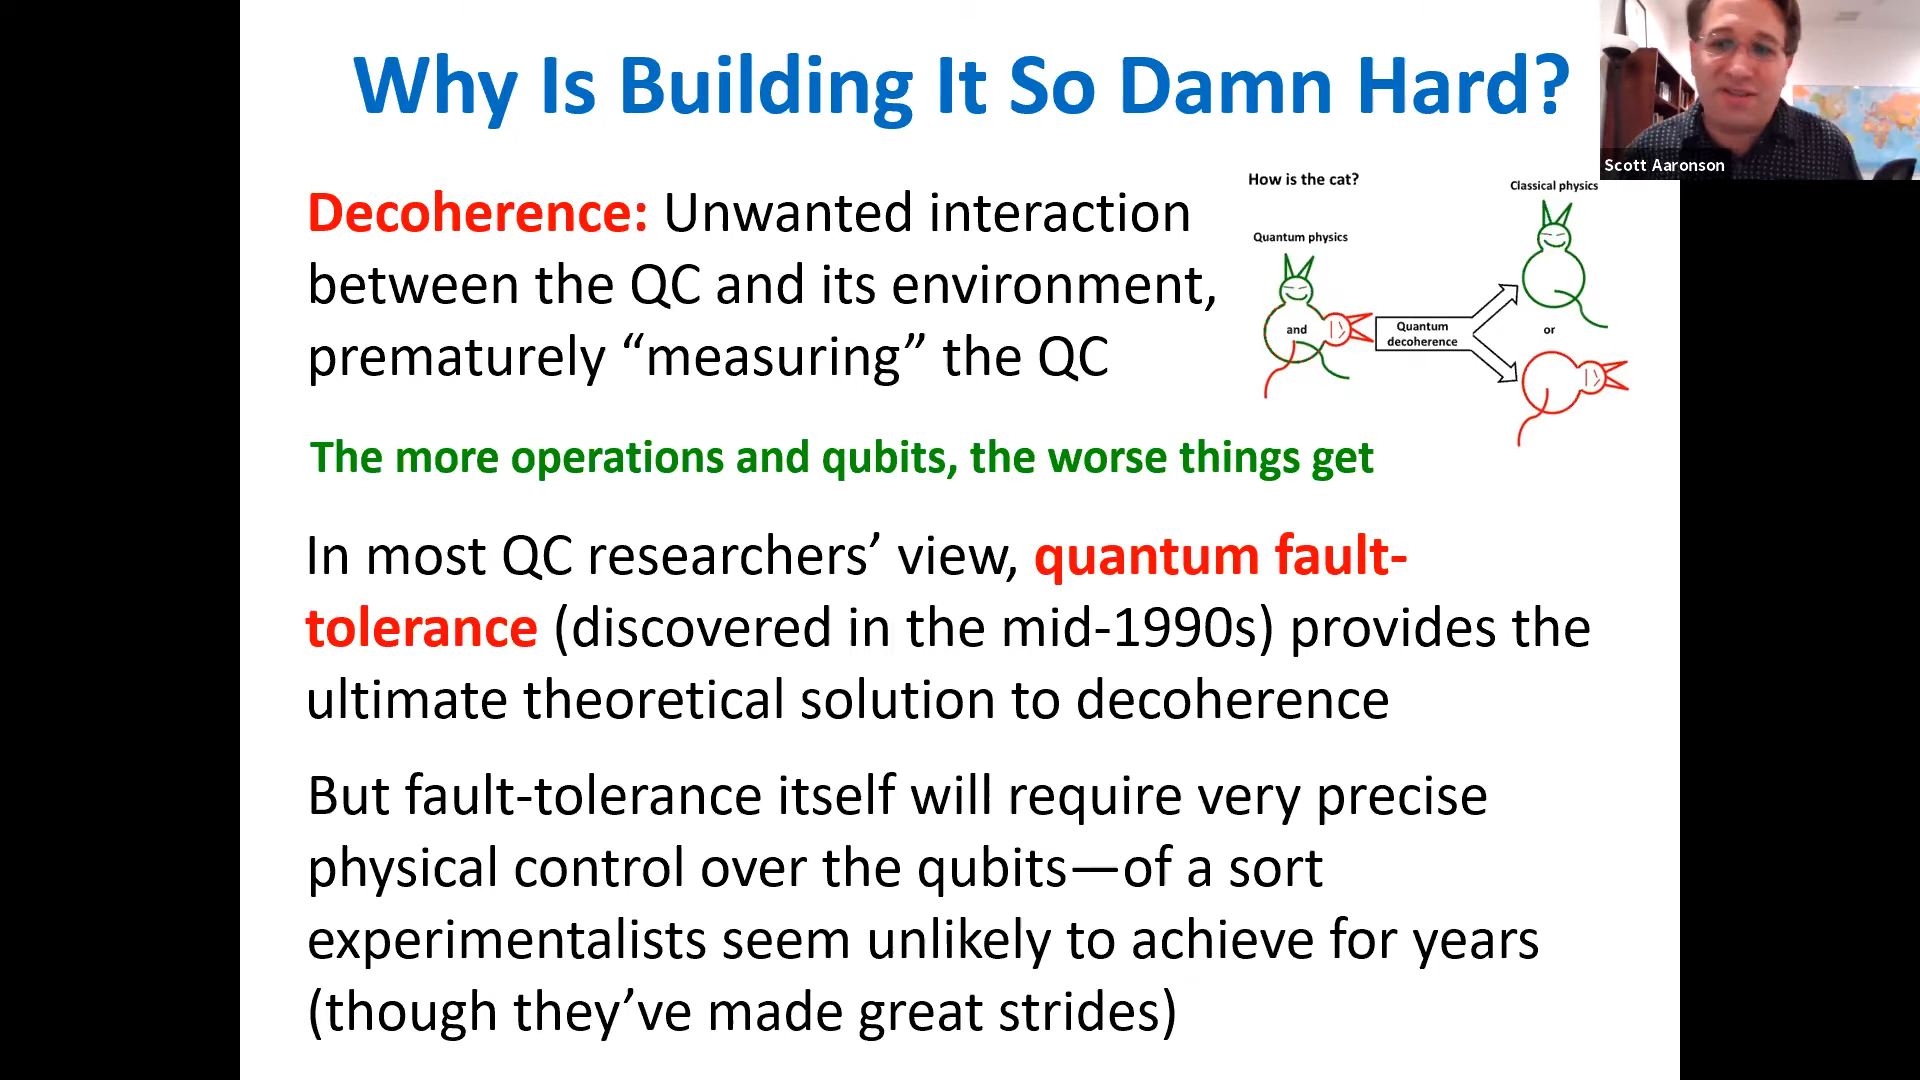 Why Is Building It So Damn Hard?
Scott Aaronson
Decoherence: Unwanted interaction
between the QC and its environment,
prematurely “measuring” the QC
How is the cat?
Quantum physics
and
Quantum
decoherence
Classical physics
or
The more operations and qubits, the worse things get
In most QC researchers’ view, quantum fault-
tolerance (discovered in the mid-1990s) provides the
ultimate theoretical solution to decoherence
But fault-tolerance itself will require very precise
physical control over the qubits—of a sort
experimentalists seem unlikely to achieve for years
(though they’ve made great strides)